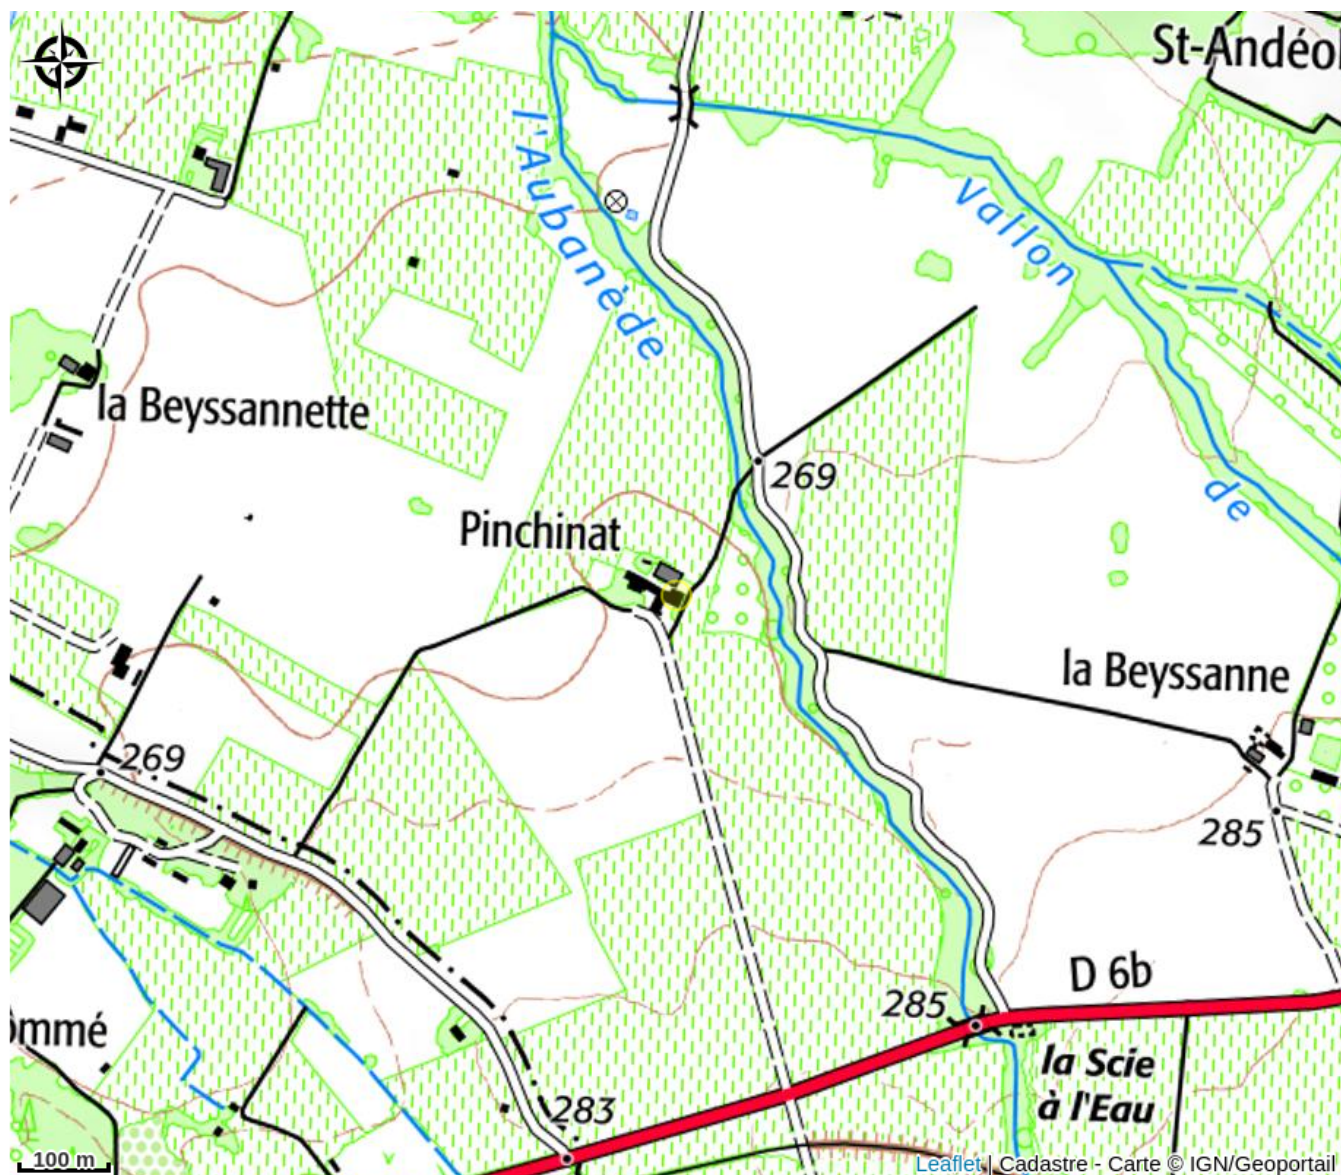 St-Andéol
l'Aubanède
Vallon
de
la Beyssannette
269
Pinchinat
la Beyssanne
269
285
D 6b
285
ommé
la Scie
à l'Eau
283
100 m
Leaflet | Cadastre - Carte © IGN/Geoportail